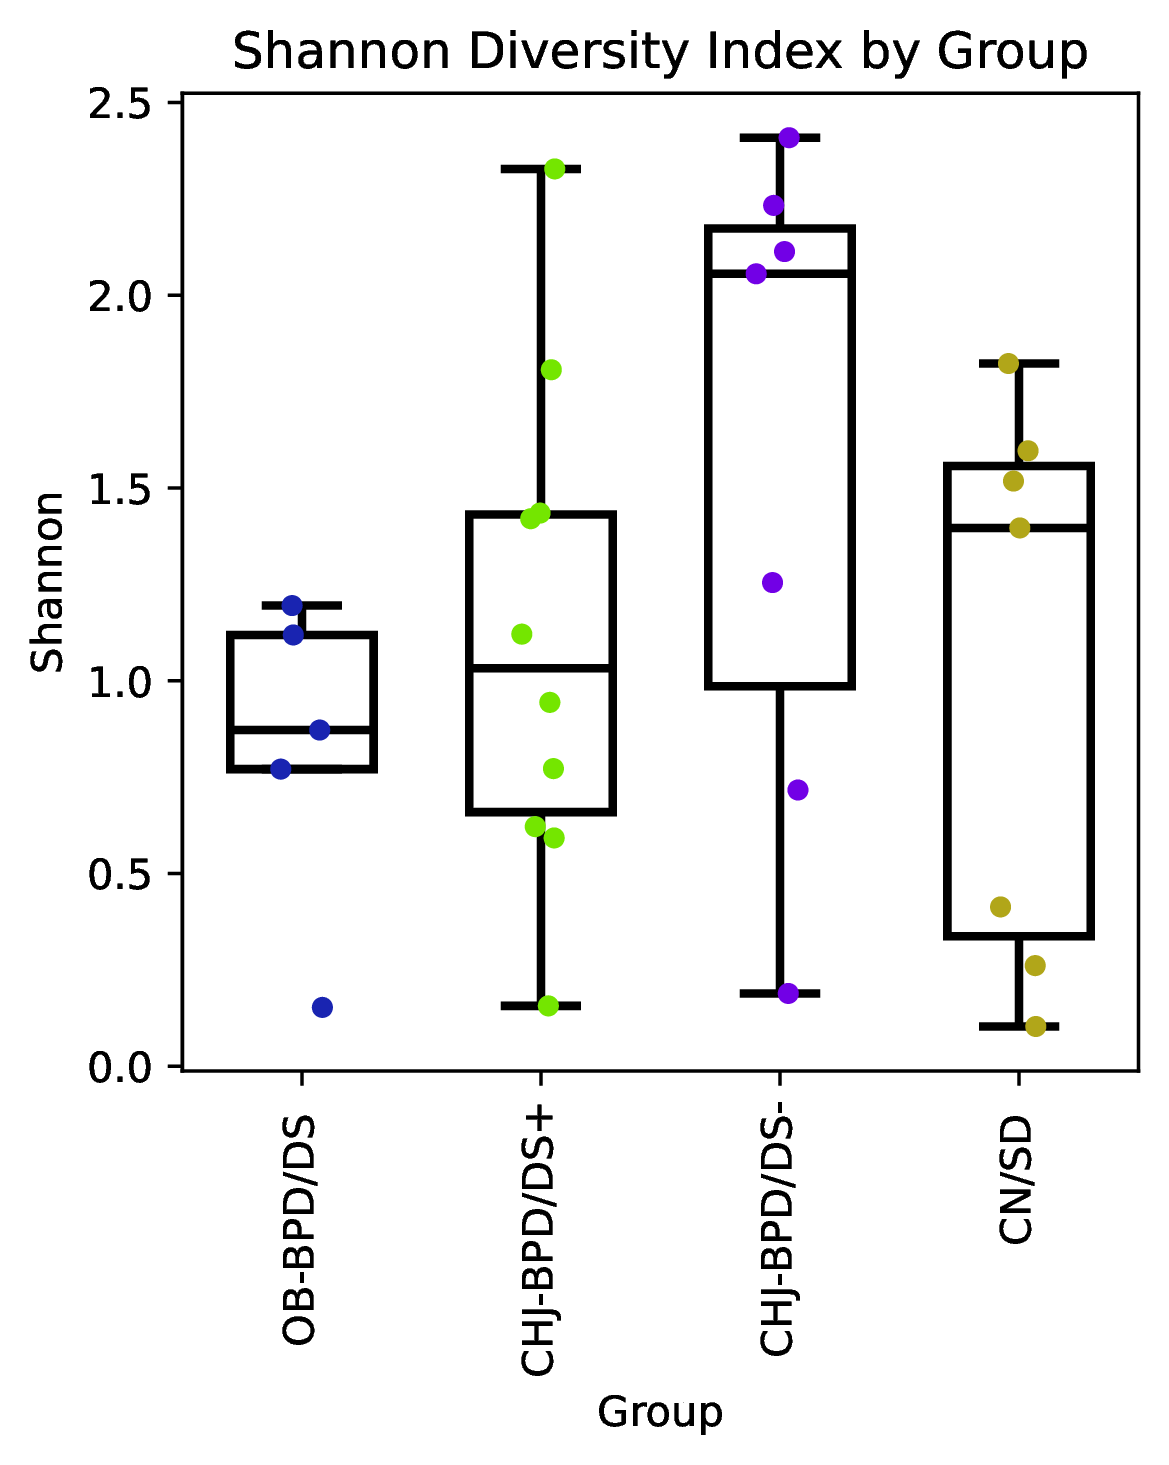 Shannon Diversity Index by Group
2.5
2.0
1.5
1.0
0.5
0.0
Shannon
OB-BPD/DS
CHJ-BPD/DS+
CHJ-BPD/DS-
CN/SD
Group